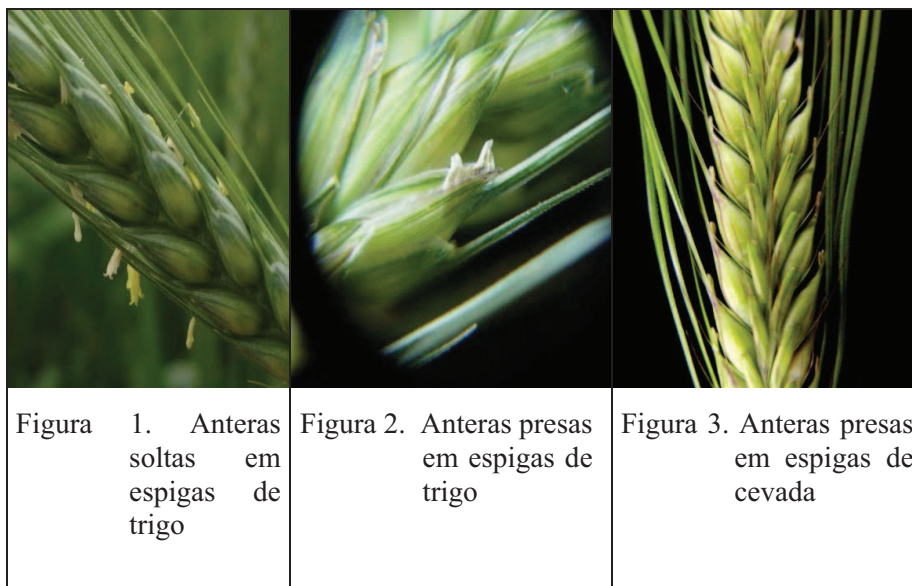 Figura 1. Anteras
soltas em
espigas de
trigo
Figura 2. Anteras presas
em espigas de
trigo
Figura 3. Anteras presas
em espigas de
cevada